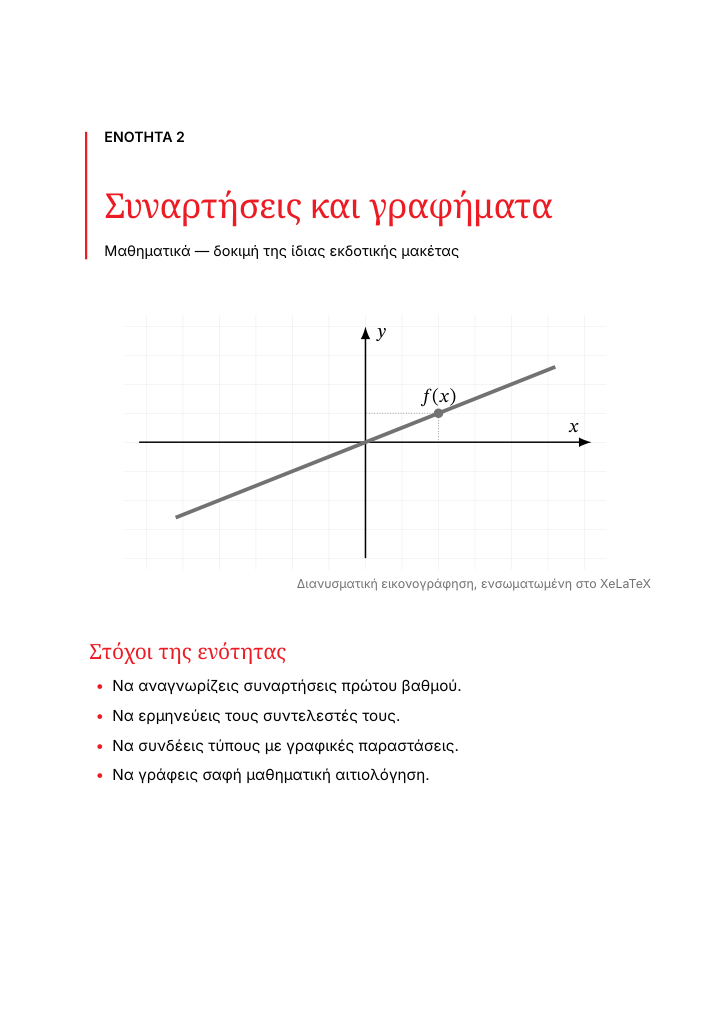 ΕΝΟΤΗΤΑ 2
Συναρτήσεις και γραφήματα
Μαθηματικά — δοκιμή της ίδιας εκδοτικής μακέτας
y
f(x)
x
Διανυσματική εικονογράφηση, ενσωματωμένη στο XeLaTeX
Στόχοι της ενότητας
• Να αναγνωρίζεις συναρτήσεις πρώτου βαθμού.
• Να ερμηνεύεις τους συντελεστές τους.
• Να συνδέεις τύπους με γραφικές παραστάσεις.
• Να γράφεις σαφή μαθηματική αιτιολόγηση.